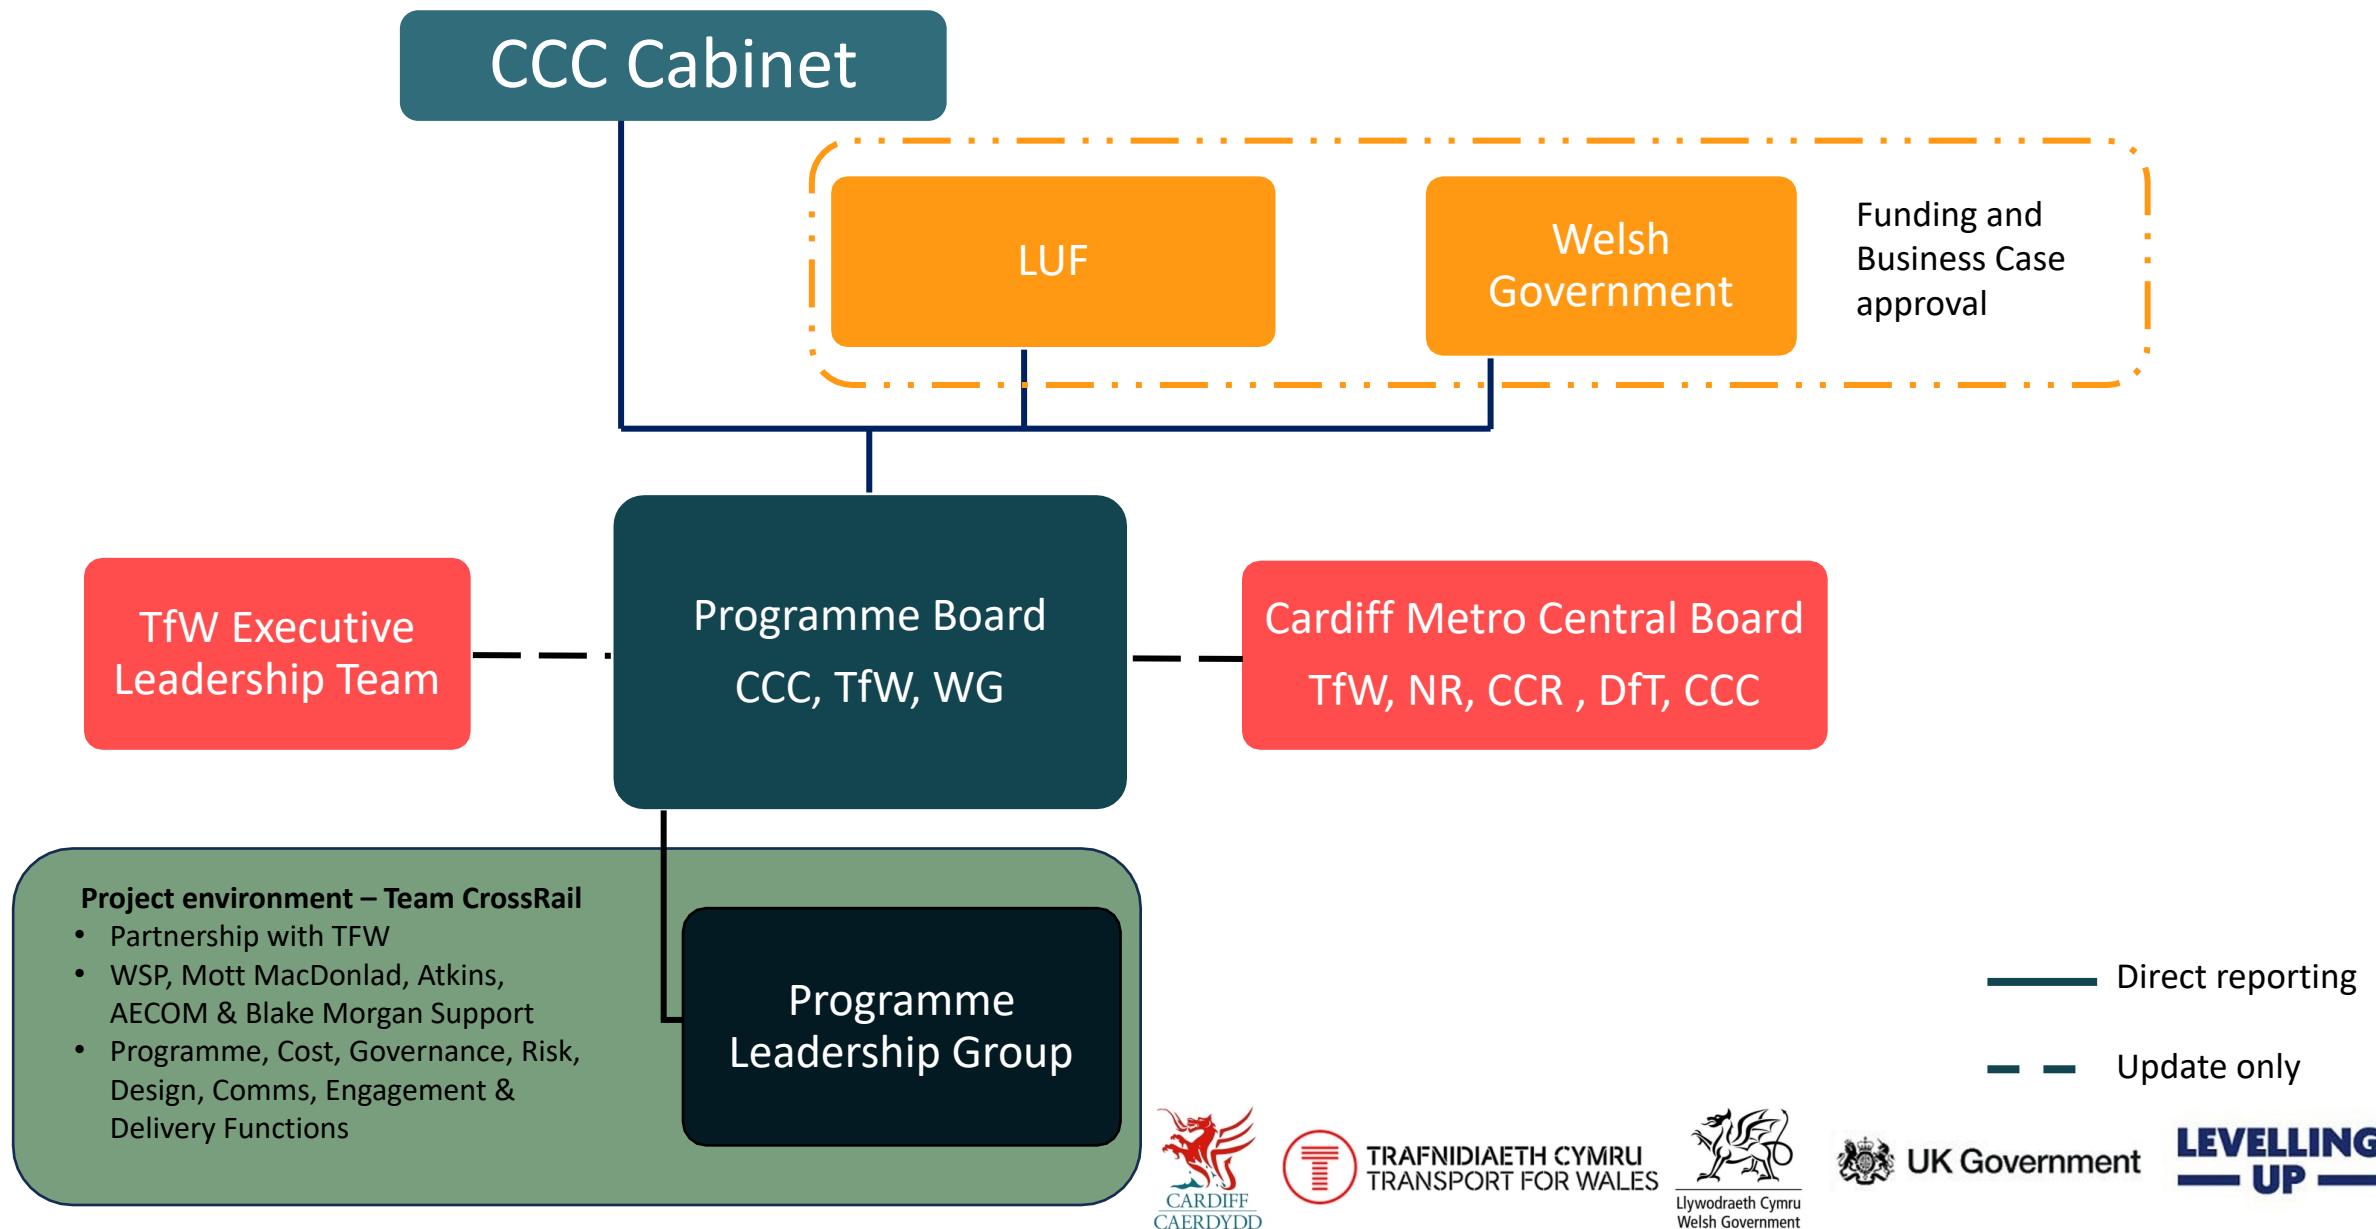 CCC Cabinet
LUF
Welsh
Government
Funding and
Business Case
approval
TfW Executive
Leadership Team
Programme Board
CCC, TfW, WG
Cardiff Metro Central Board
TfW, NR, CCR , DfT, CCC
Project environment – Team CrossRail
• Partnership with TFW
• WSP, Mott MacDonlad, Atkins,
AECOM & Blake Morgan Support
• Programme, Cost, Governance, Risk,
Design, Comms, Engagement &
Delivery Functions
Programme
Leadership Group
Direct reporting
Update only
CARDIFF
CAERDYDD
TRAFNIDIAETH CYMRU
TRANSPORT FOR WALES
Llywodraeth Cymru
Welsh Government
UK Government
LEVELLING
UP